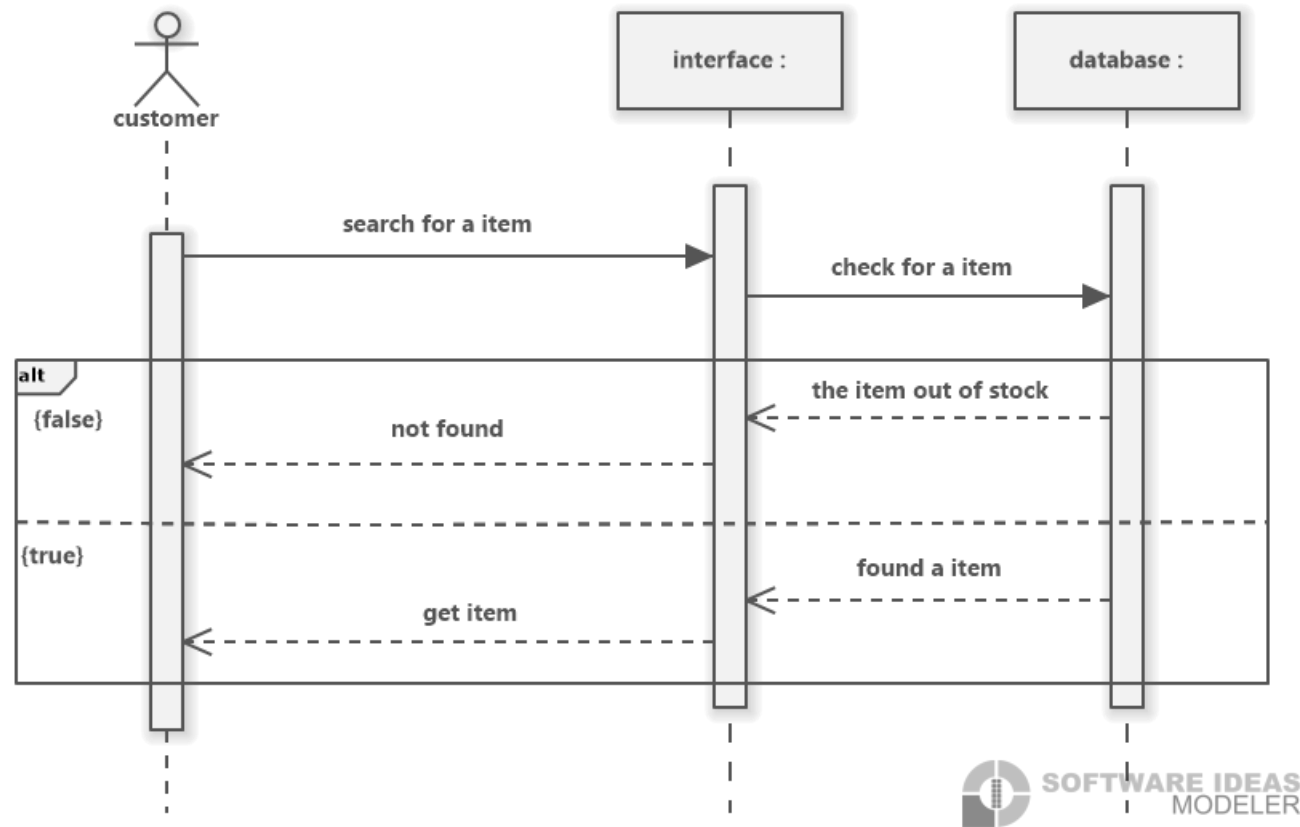 customer
interface :
database :
search for a item
check for a item
alt
{false}
the item out of stock
not found
{true}
found a item
get item
SOFTWARE IDEAS
MODELER